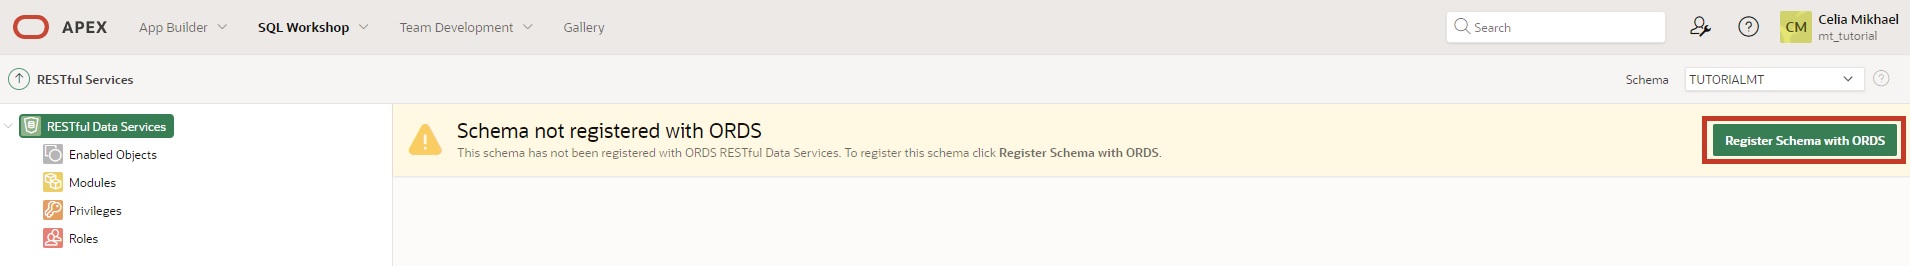 APEX App Builder SQL Workshop Team Development Gallery Search CM Celia Mikhael
mt_tutorial
RESTful Services Schema TUTORIALMT
RESTful Data Services
Enabled Objects
Modules
Privileges
Roles
Schema not registered with ORDS
This schema has not been registered with ORDS RESTful Data Services. To register this schema click Register Schema with ORDS.
Register Schema with ORDS